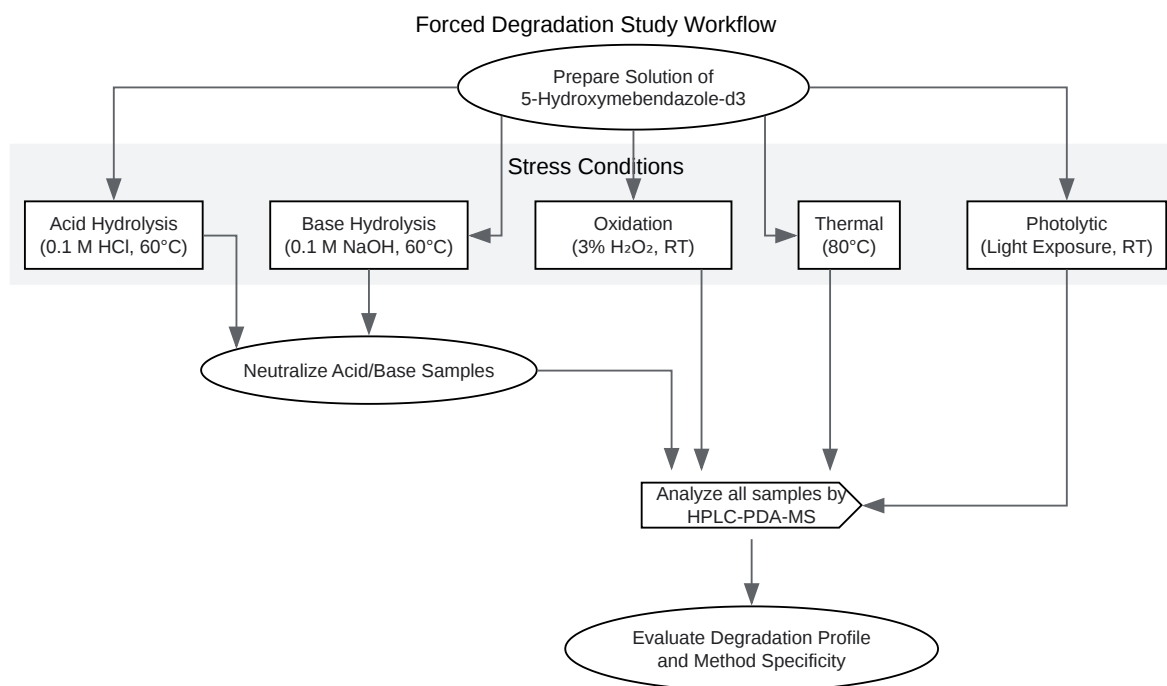 Forced Degradation Study Workflow
Prepare Solution of
5-Hydroxymebendazole-d3
Stress Conditions
Acid Hydrolysis
(0.1 M HCl, 60°C)
Base Hydrolysis
(0.1 M NaOH, 60°C)
Oxidation
(3% H₂O₂, RT)
Thermal
(80°C)
Photolytic
(Light Exposure, RT)
Neutralize Acid/Base Samples
Analyze all samples by
HPLC-PDA-MS
Evaluate Degradation Profile
and Method Specificity